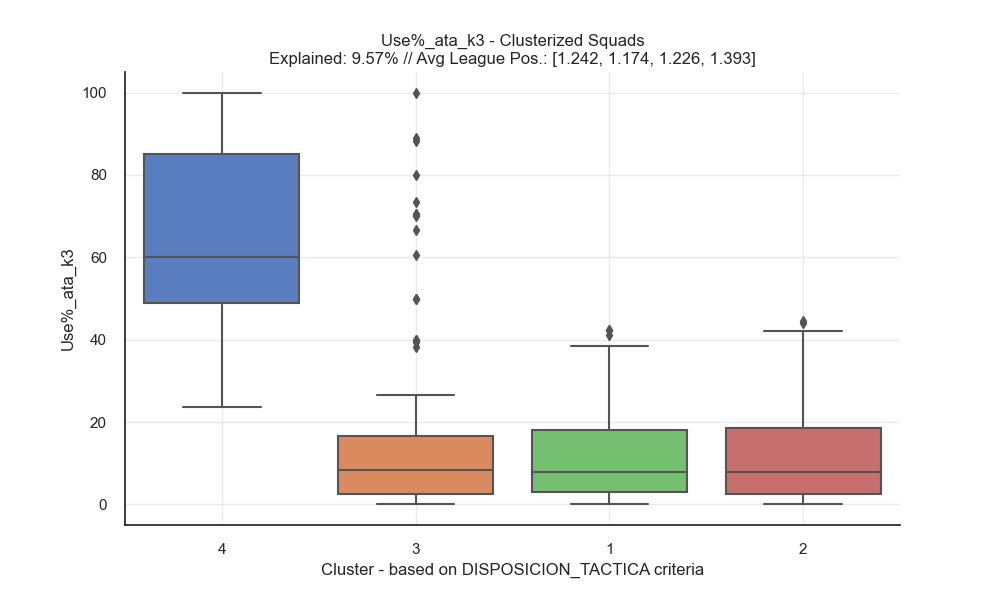 Use%_ata_k3 - Clusterized Squads
Explained: 9.57% // Avg League Pos.: [1.242, 1.174, 1.226, 1.393]
100
80
60
40
20
0
Use%_ata_k3
4 3 1 2
Cluster - based on DISPOSICION_TACTICA criteria